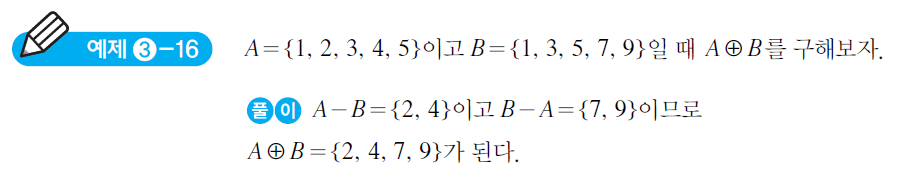 예제 3-16 A={1, 2, 3, 4, 5}이고 B={1, 3, 5, 7, 9}일 때 A⊕B를 구해보자.
풀이 A-B={2, 4}이고 B-A={7, 9}이므로
A⊕B={2, 4, 7, 9}가 된다.